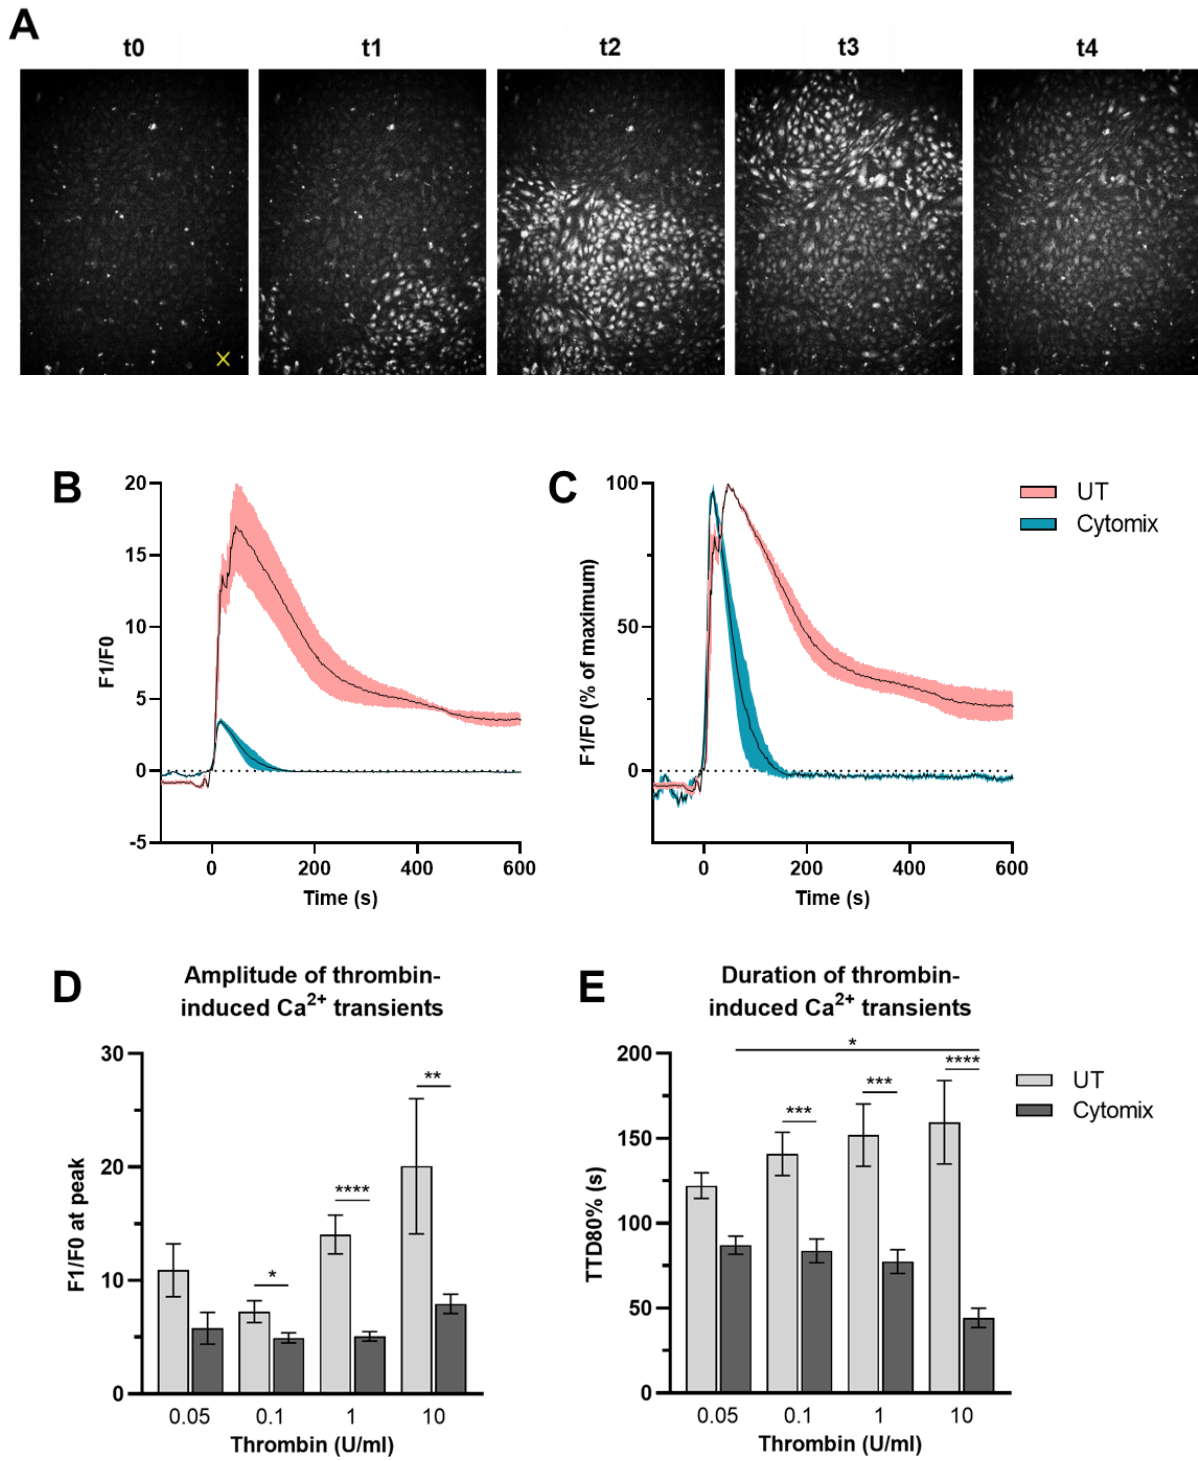 A
t0 t1 t2 t3 t4
B
20
15
10
5
0
-5
F1/F0
0 200 400 600
Time (s)
C
100
50
0
F1/F0 (% of maximum)
0 200 400 600
Time (s)
UT
Cytomix
D
Amplitude of thrombin-
induced Ca2+ transients
30
20
10
0
F1/F0 at peak
* **** **
0.05 0.1 1 10
Thrombin (U/ml)
E
Duration of thrombin-
induced Ca2+ transients
200
150
100
50
0
TTD80% (s)
*
*** *** ****
0.05 0.1 1 10
Thrombin (U/ml)
UT
Cytomix